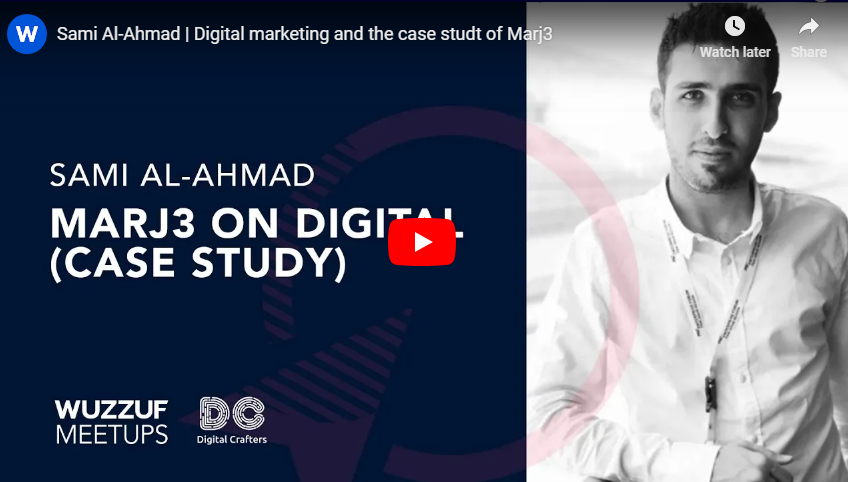 W
Sami Al-Ahmad | Digital marketing and the case studt of Marj3
Watch later
Share
SAMI AL-AHMAD
MARJ3 ON DIGITAL
(CASE STUDY)
WUZZUF
MEETUPS
DC
Digital Crafters